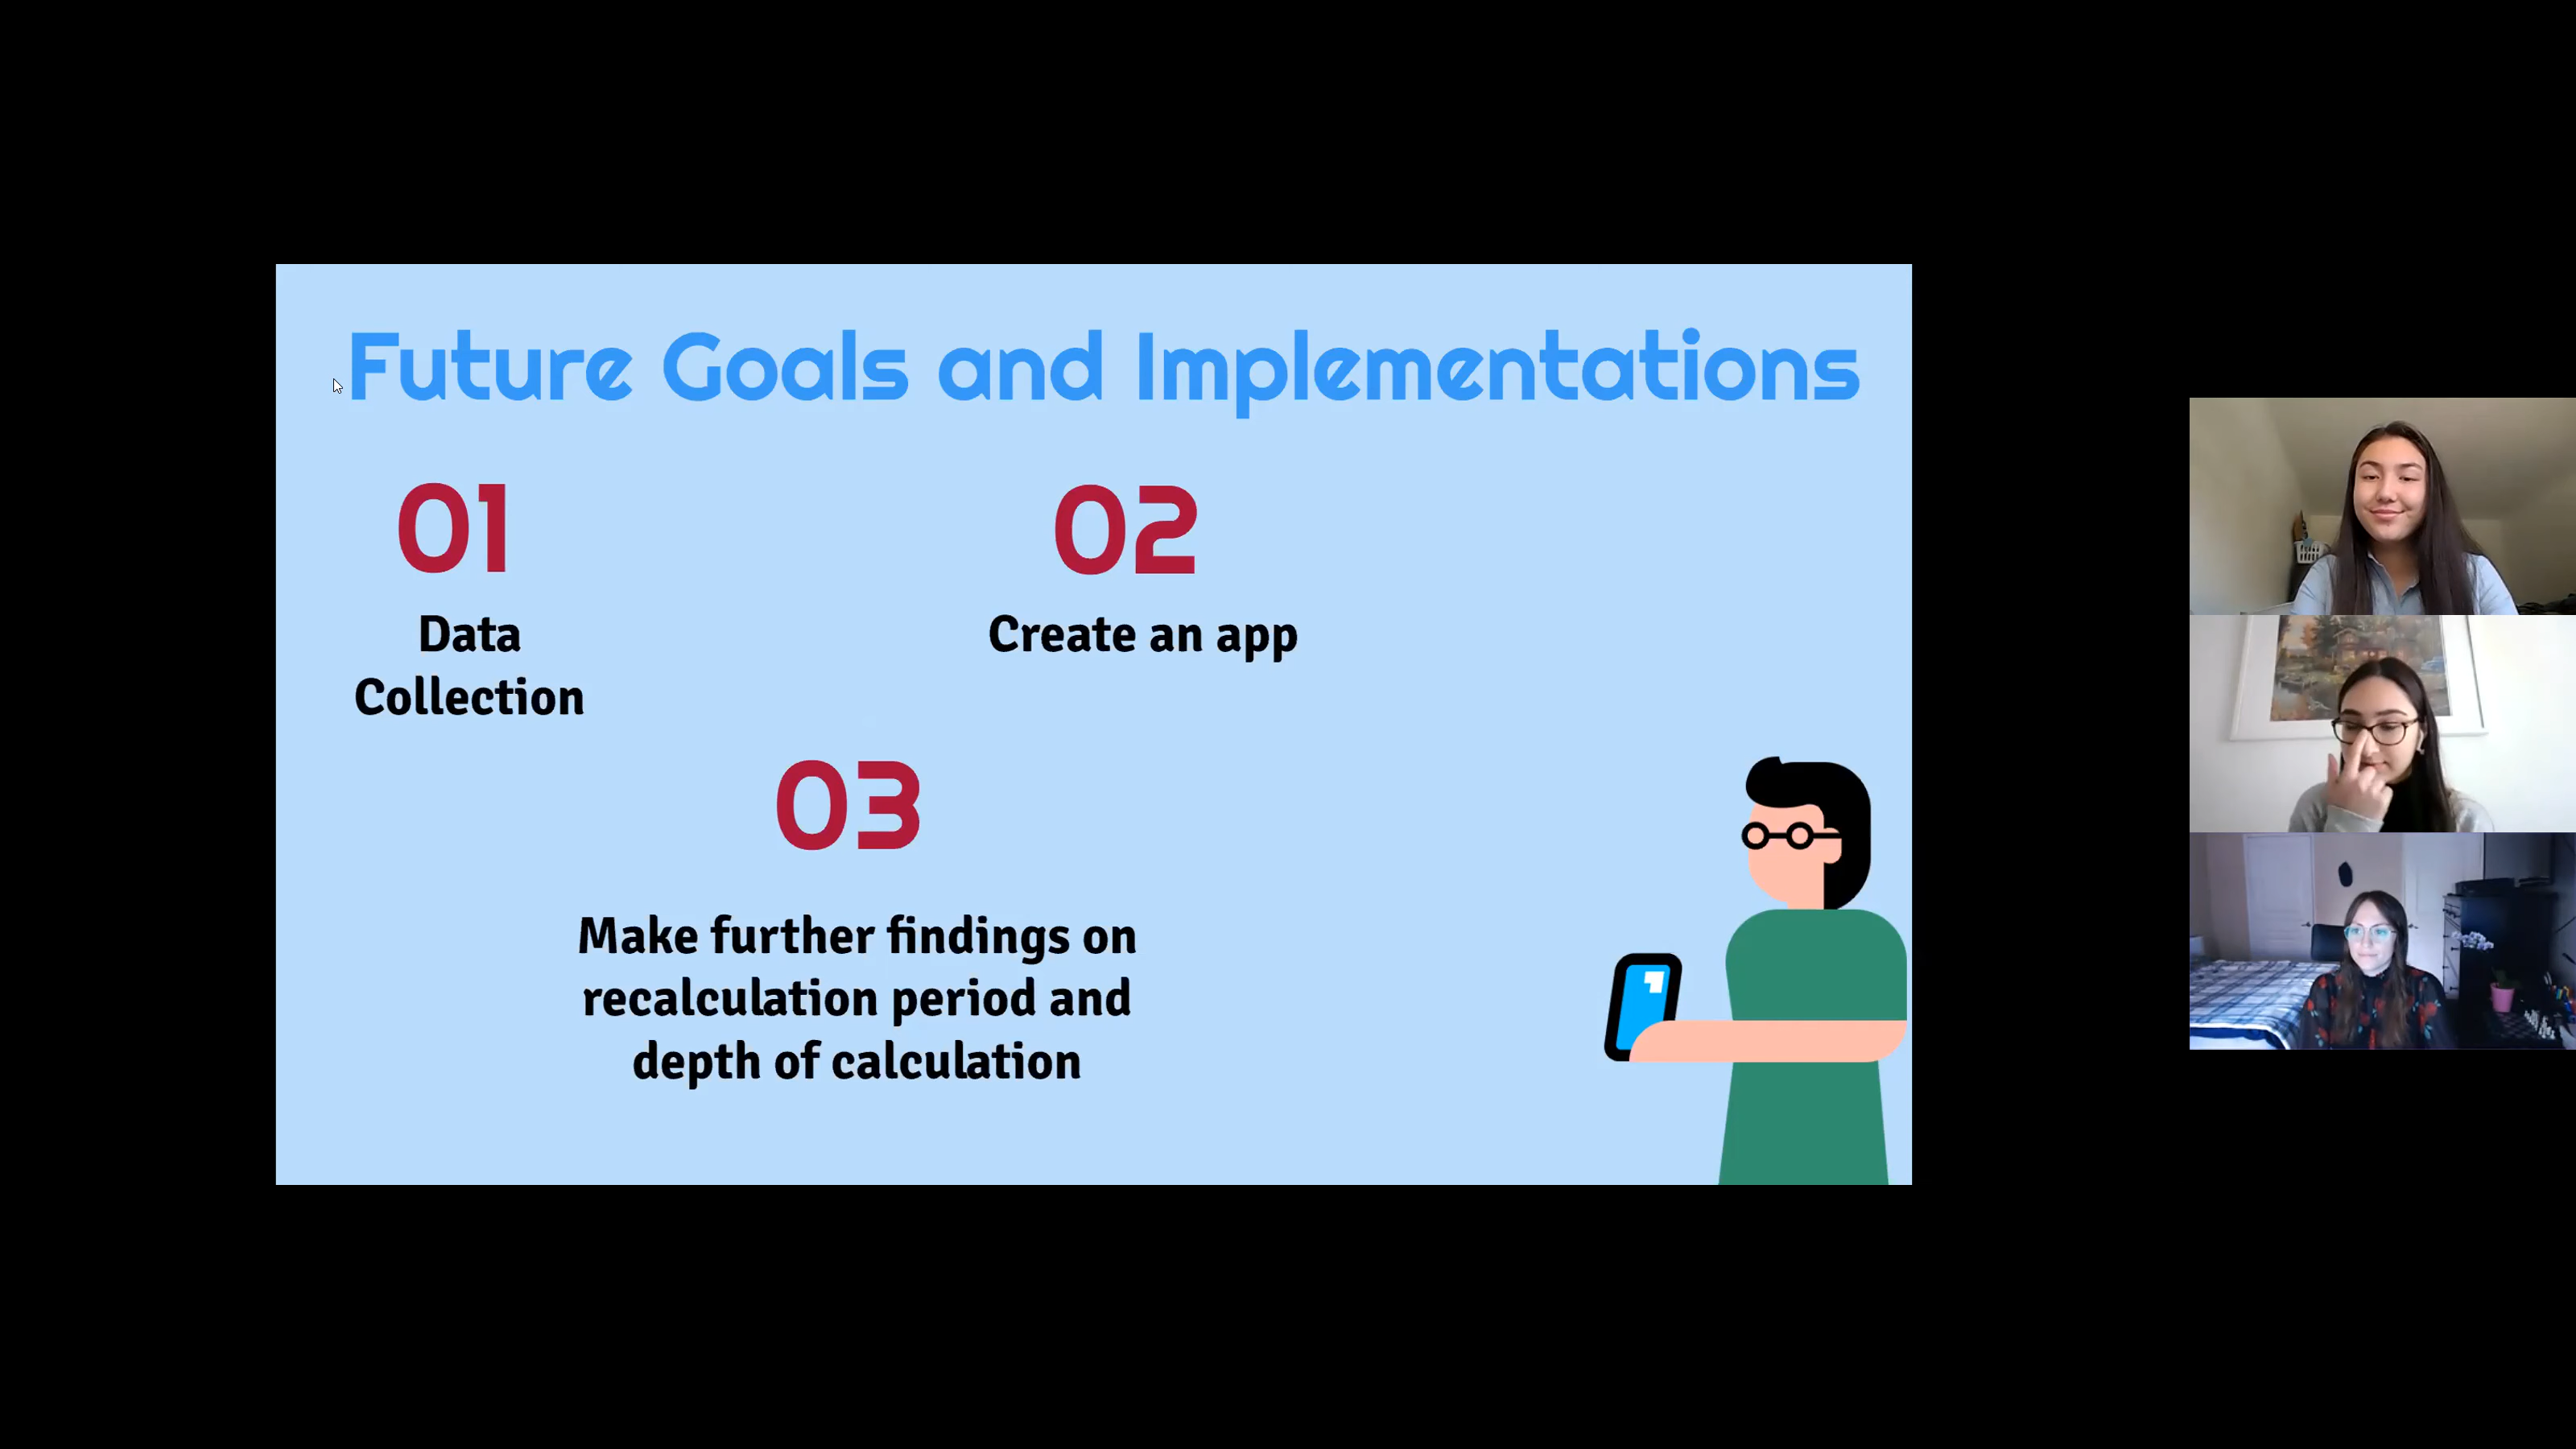 Future Goals and Implementations
01
Data
Collection
02
Create an app
03
Make further findings on
recalculation period and
depth of calculation